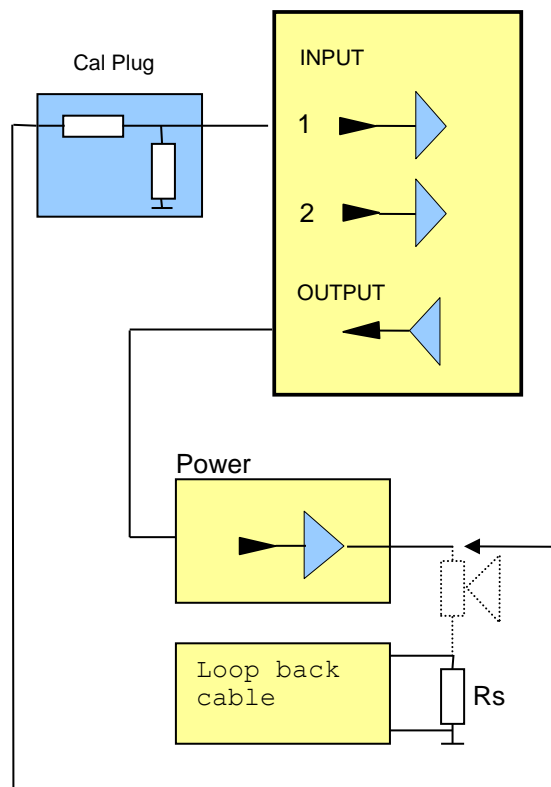 Cal Plug
INPUT
1
2
OUTPUT
Power
Loop back
cable
Rs